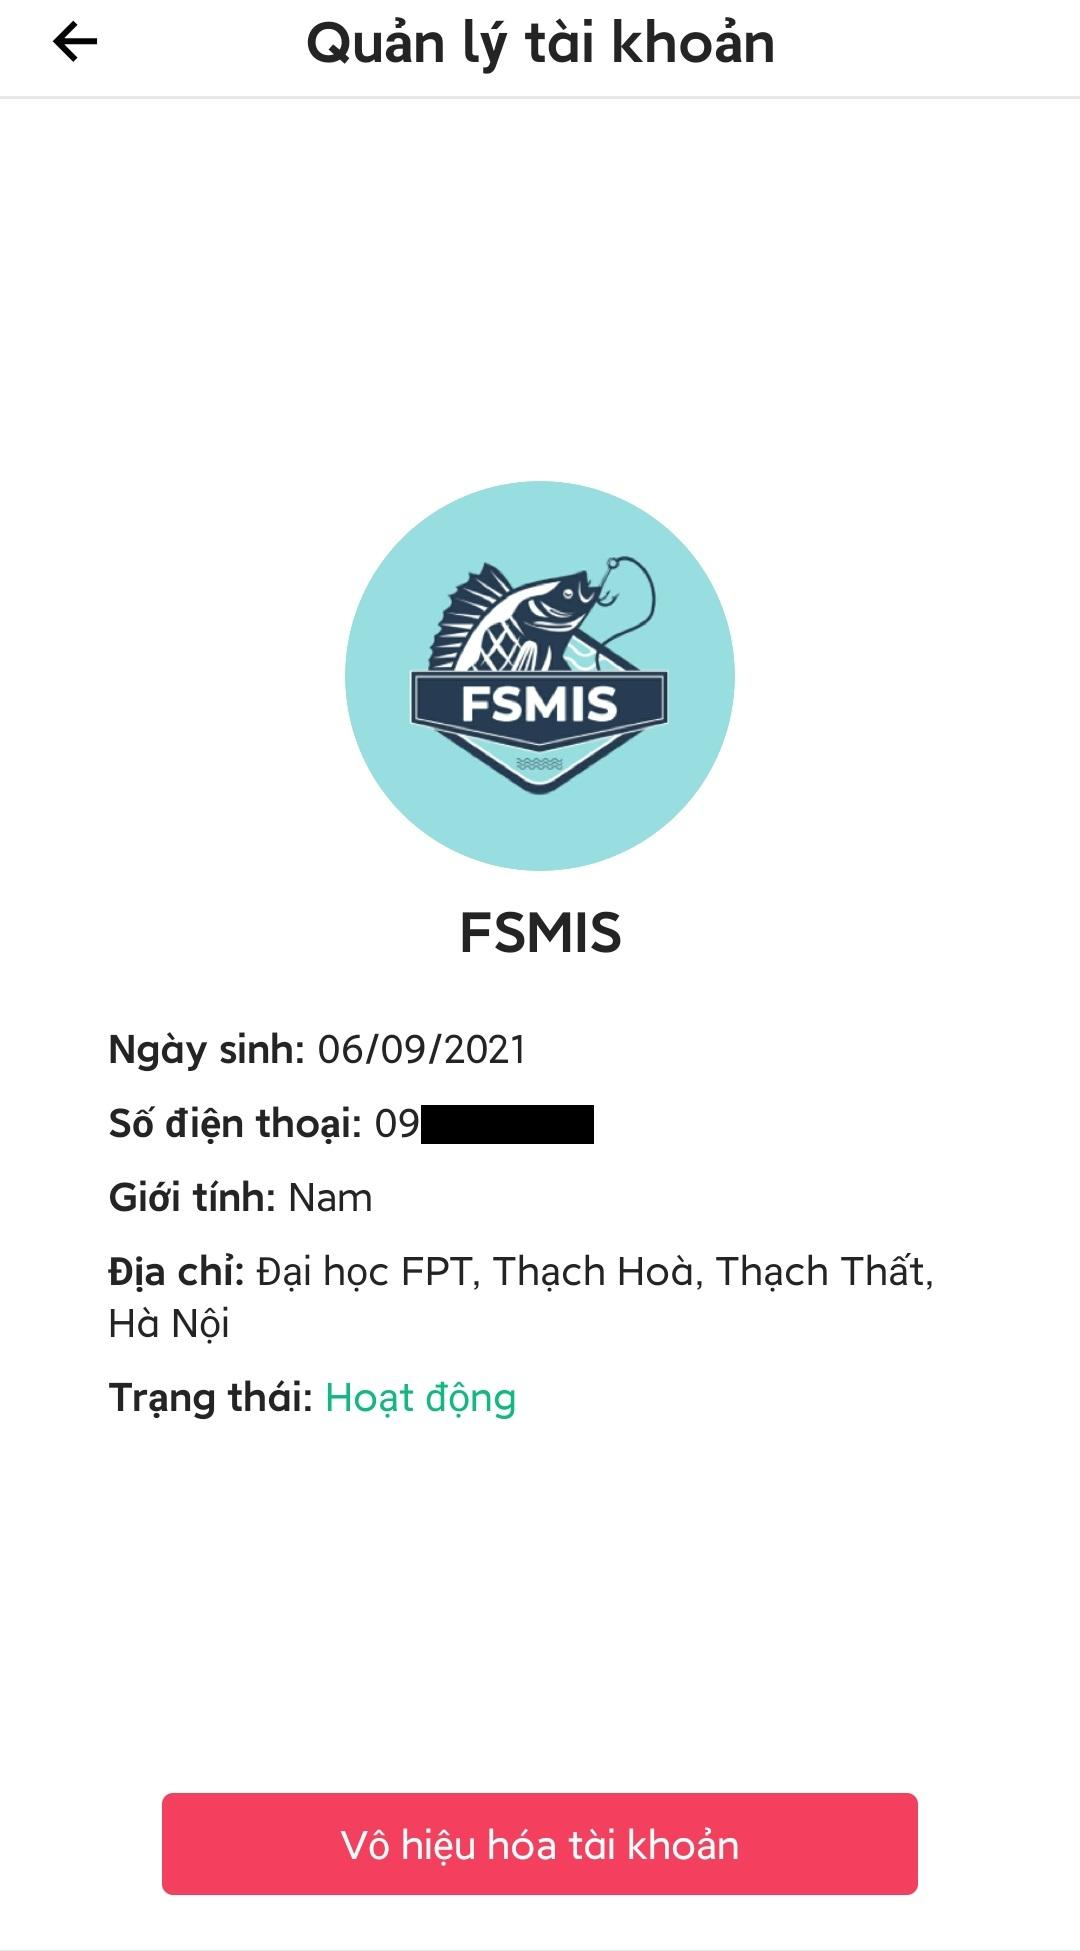 Quản lý tài khoản
FSMIS
FSMIS
Ngày sinh: 06/09/2021
Số điện thoại: 09
Giới tính: Nam
Địa chỉ: Đại học FPT, Thạch Hoà, Thạch Thất,
Hà Nội
Trạng thái: Hoạt động
Vô hiệu hóa tài khoản